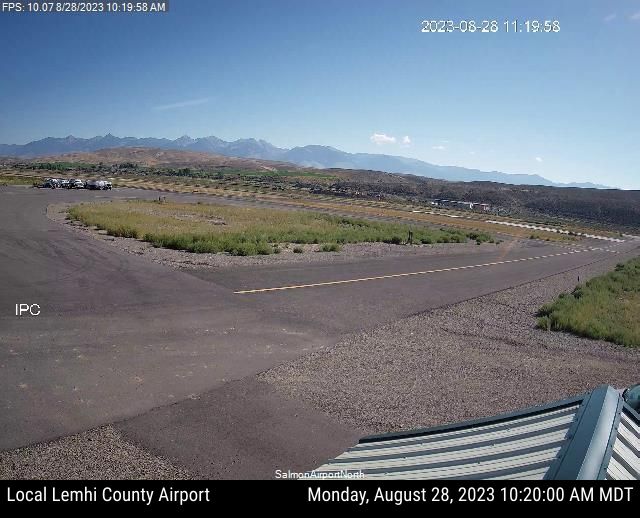 FPS: 10.07 8/28/2023 10:19:58 AM
2023-08-28 11:19:58
IPC
SalmonAirportNorth
Local Lemhi County Airport Monday, August 28, 2023 10:20:00 AM MDT